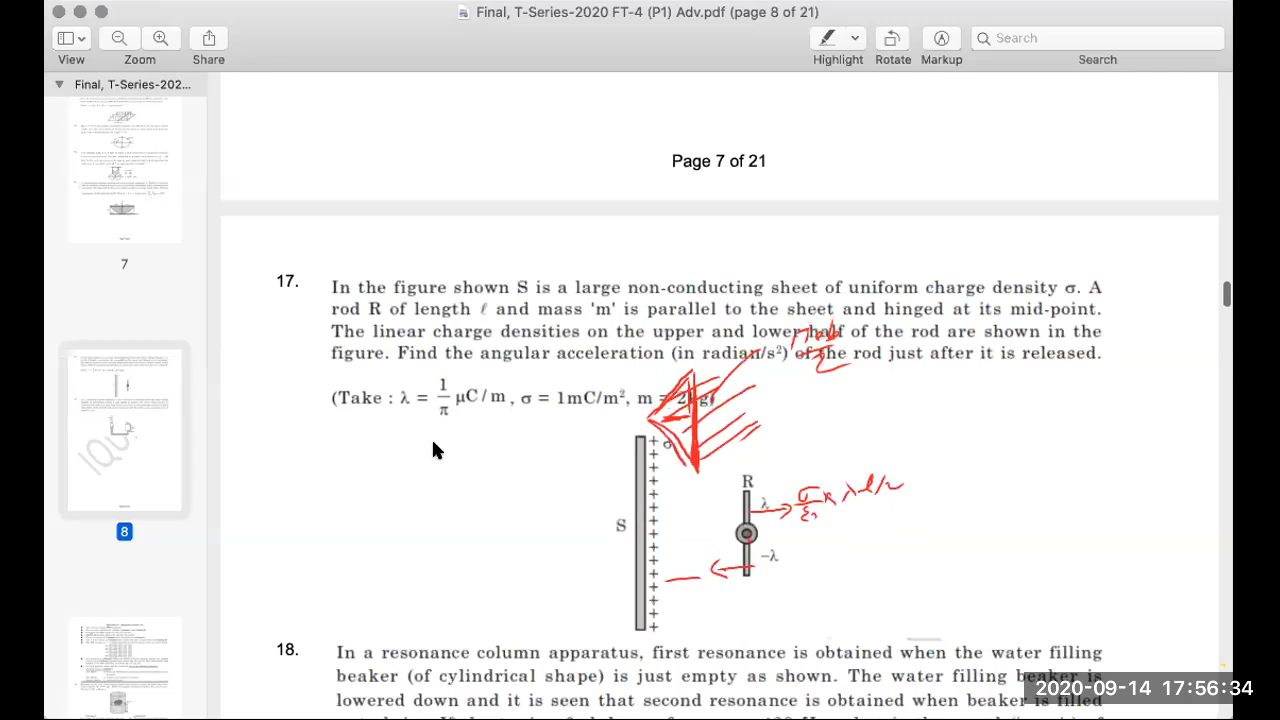 Final, T-Series-2020 FT-4 (P1) Adv.pdf (page 8 of 21)
View
Zoom
Share
Highlight
Rotate
Markup
Search
Search
Final, T-Series-202...
7
8
Page 7 of 21
17. In the figure shown S is a large non-conducting sheet of uniform charge density σ. A
rod R of length ℓ and mass 'm' is parallel to the sheet and hinged at its mid-point.
The linear charge densities on the upper and lower half of the rod are shown in the
figure. Find the angular acceleration (in radian/s²) of the rod just after it is released.
(Take : λ = 1/π μC/m, σ = 1mC/m², m = 2kg)
σ
R
λ
σ/ε₀ × λ l/2
S
-λ
18. In a resonance column apparatus, first resonance is obtained when the water filling
beaker (of cylindrical shape) is just empty as shown. The water filling beaker is
lowered down and it is seen that second resonance is obtained when beaker is filled
2020-09-14 17:56:34